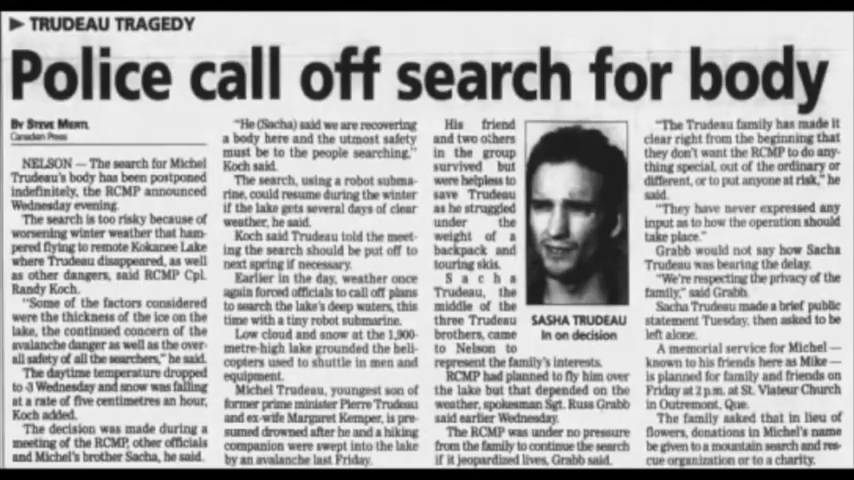 ▶ TRUDEAU TRAGEDY
Police call off search for body
BY STEVE MERTL
Canadian Press
NELSON — The search for Michel
Trudeau's body has been postponed
indefinitely, the RCMP announced
Wednesday evening.
The search is too risky because of
worsening winter weather that ham-
pered flying to remote Kokanee Lake
where Trudeau disappeared, as well
as other dangers, said RCMP Cpl.
Randy Koch.
"Some of the factors considered
were the thickness of the ice on the
lake, the continued concern of the
avalanche danger as well as the over-
all safety of all the searchers," he said.
The daytime temperature dropped
to -3 Wednesday and snow was falling
at a rate of five centimetres an hour,
Koch added.
The decision was made during a
meeting of the RCMP, other officials
and Michel's brother Sacha, he said.
"He (Sacha) said we are recovering
a body here and the utmost safety
must be to the people searching,"
Koch said.
The search, using a robot subma-
rine, could resume during the winter
if the lake gets several days of clear
weather, he said.
Koch said Trudeau told the meet-
ing the search should be put off to
next spring if necessary.
Earlier in the day, weather once
again forced officials to call off plans
to search the lake's deep waters, this
time with a tiny robot submarine.
Low cloud and snow at the 1,900-
metre-high lake grounded the heli-
copters used to shuttle in men and
equipment.
Michel Trudeau, youngest son of
former prime minister Pierre Trudeau
and ex-wife Margaret Kemper, is pre-
sumed drowned after he and a hiking
companion were swept into the lake
by an avalanche last Friday.
His friend
and two others
in the group
survived but
were helpless to
save Trudeau
as he struggled
under the
weight of a
backpack and
touring skis.
Sacha
Trudeau, the
middle of the
three Trudeau
brothers, came
to Nelson to
represent the family's interests.
RCMP had planned to fly him over
the lake but that depended on the
weather, spokesman Sgt. Russ Grabb
said earlier Wednesday.
The RCMP was under no pressure
from the family to continue the search
if it jeopardized lives, Grabb said.
SASHA TRUDEAU
In on decision
"The Trudeau family has made it
clear right from the beginning that
they don't want the RCMP to do any-
thing special, out of the ordinary or
different, or to put anyone at risk," he
said.
"They have never expressed any
input as to how the operation should
take place."
Grabb would not say how Sacha
Trudeau was bearing the delay.
"We're respecting the privacy of the
family," said Grabb.
Sacha Trudeau made a brief public
statement Tuesday, then asked to be
left alone.
A memorial service for Michel —
known to his friends here as Mike —
is planned for family and friends on
Friday at 2 p.m. at St. Viateur Church
in Outremont, Que.
The family asked that in lieu of
flowers, donations in Michel's name
be given to a mountain search and res-
cue organization or to a charity.